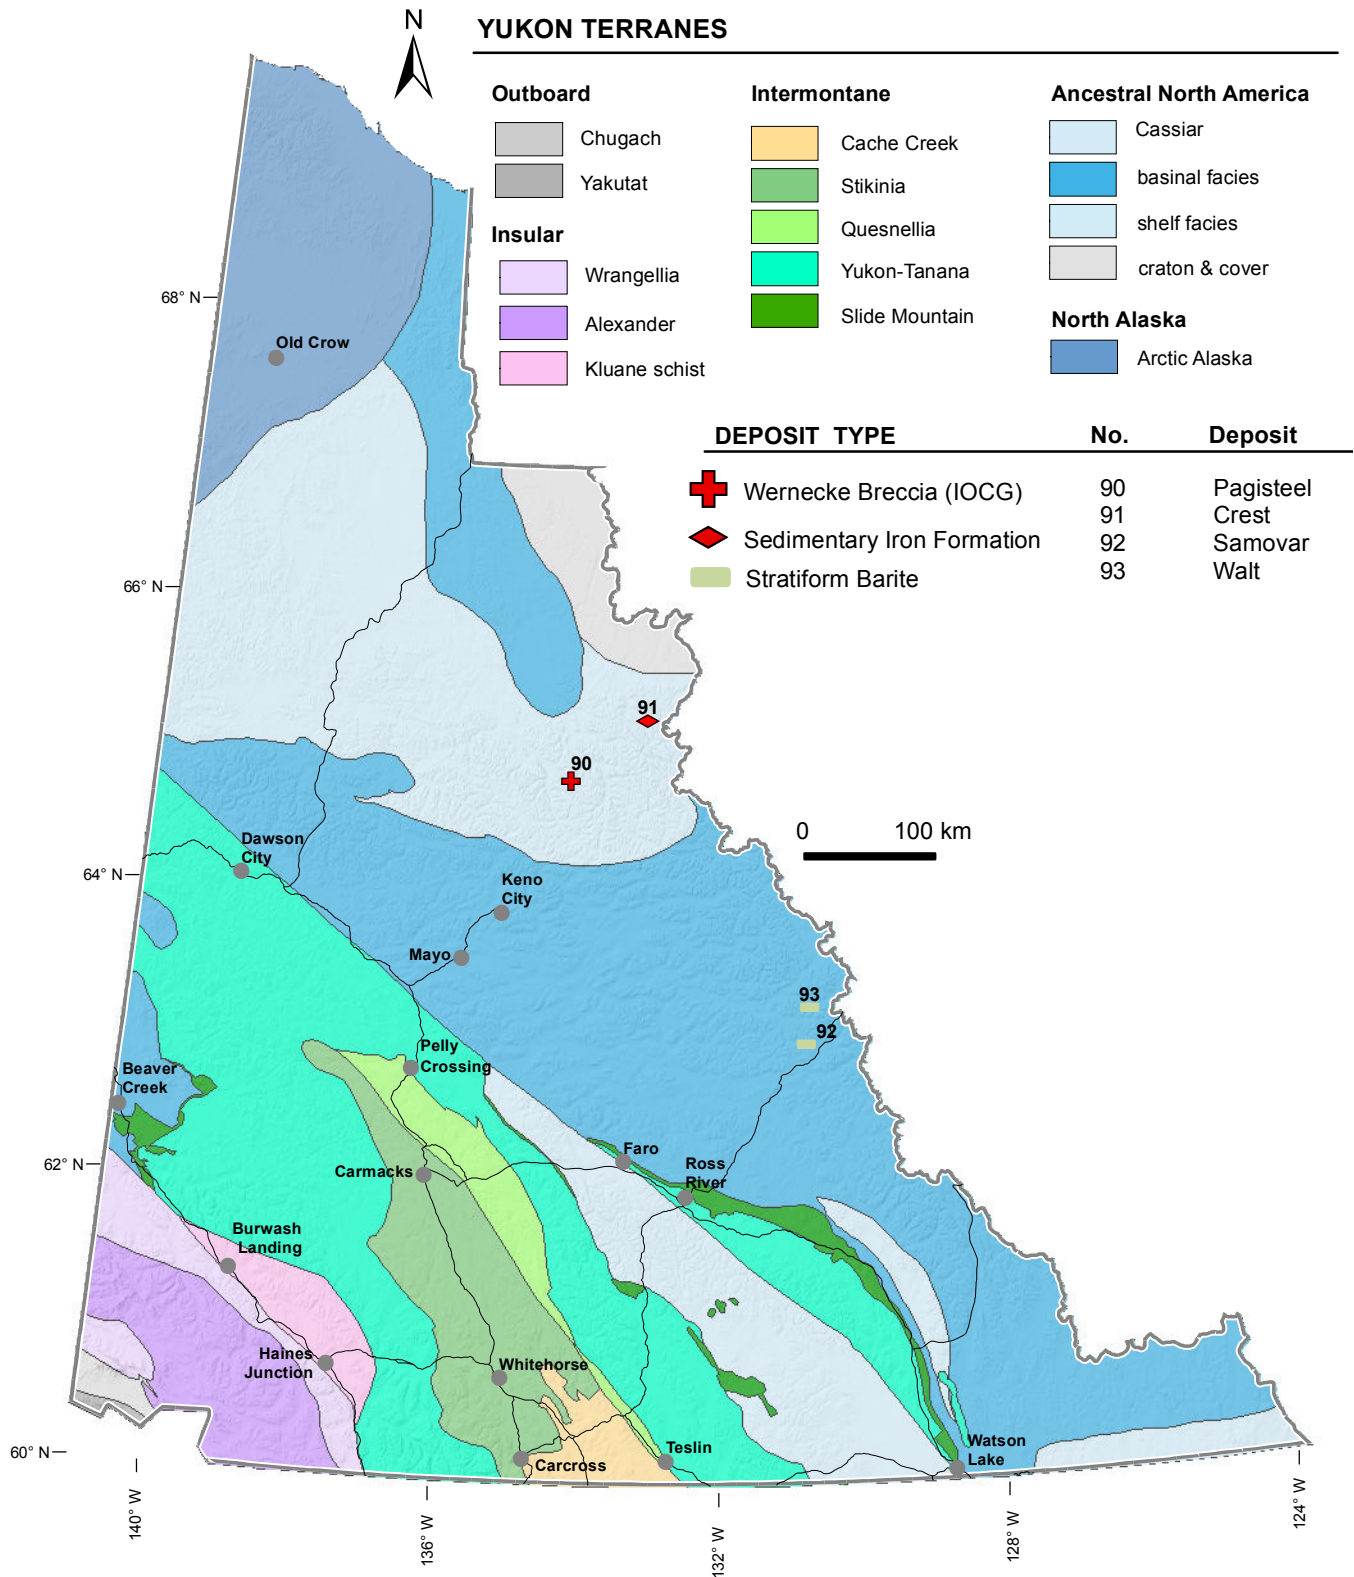 N
YUKON TERRANES
Outboard
Chugach
Yakutat
Insular
Wrangellia
Alexander
Kluane schist
Intermontane
Cache Creek
Stikinia
Quesnellia
Yukon-Tanana
Slide Mountain
Ancestral North America
Cassiar
basinal facies
shelf facies
craton & cover
North Alaska
Arctic Alaska
DEPOSIT TYPE No. Deposit
Wernecke Breccia (IOCG)
Sedimentary Iron Formation
Stratiform Barite
90 Pagisteel
91 Crest
92 Samovar
93 Walt
68° N
Old Crow
66° N
91
90
0 100 km
Dawson
City
64° N
Keno
City
Mayo
93
92
Pelly
Crossing
Beaver
Creek
62° N
Faro
Ross
River
Carmacks
Burwash
Landing
Haines
Junction
Whitehorse
60° N
Carcross
Teslin
Watson
Lake
140° W
136° W
132° W
128° W
124° W